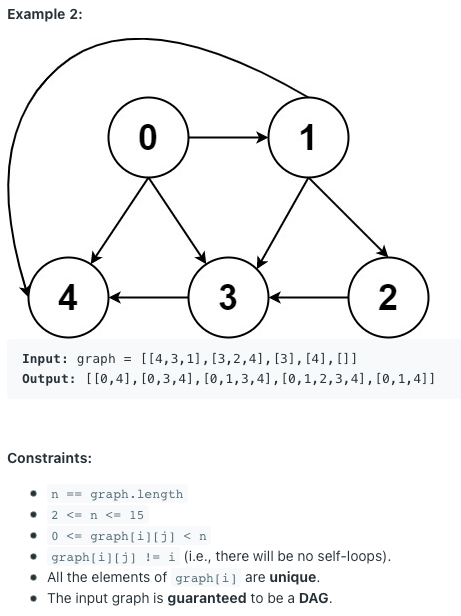 Example 2:
0 1
4 3 2
Input: graph = [[4,3,1],[3,2,4],[3],[4],[]]
Output: [[0,4],[0,3,4],[0,1,3,4],[0,1,2,3,4],[0,1,4]]
Constraints:
• n == graph.length
• 2 <= n <= 15
• 0 <= graph[i][j] < n
• graph[i][j] != i (i.e., there will be no self-loops).
• All the elements of graph[i] are unique.
• The input graph is guaranteed to be a DAG.